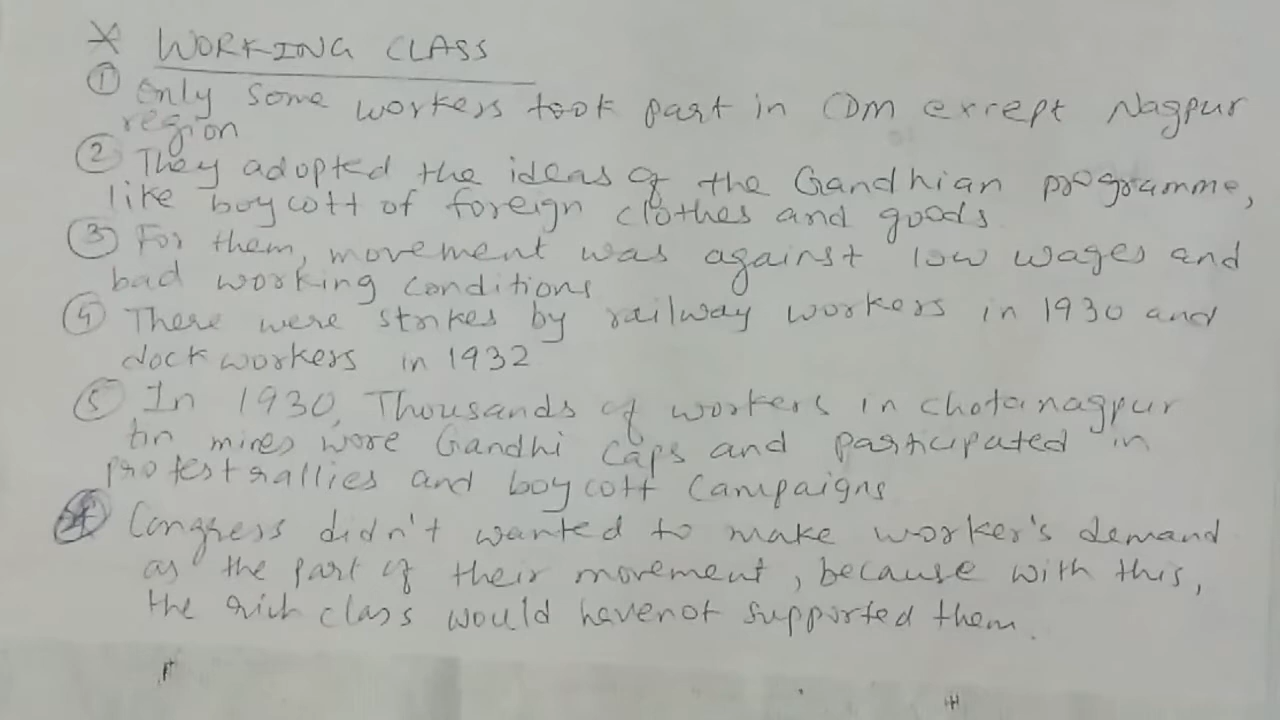 * WORKING CLASS
① Only some workers took part in CDM except Nagpur
region
② They adopted the ideas of the Gandhian programme,
like boycott of foreign clothes and goods
③ For them, movement was against low wages and
bad working conditions
④ There were strikes by railway workers in 1930 and
dock workers in 1932
⑤ In 1930, Thousands of workers in chotanagpur
tin mines wore Gandhi caps and participated in
protest rallies and boycott campaigns
Congress didn't wanted to make worker's demand
as the part of their movement, because with this,
the rich class would have not supported them.